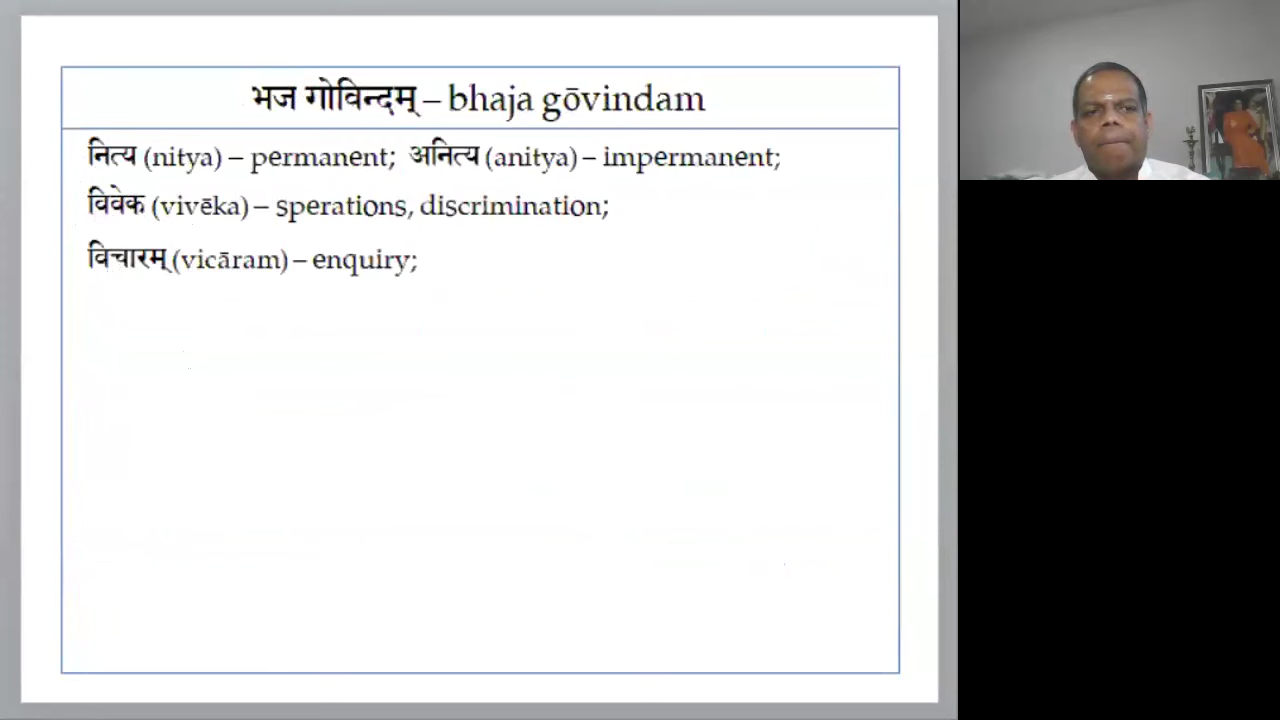 भज गोविन्दम् – bhaja gōvindam
नित्य (nitya) – permanent; अनित्य (anitya) – impermanent;
विवेक (vivēka) – sperations, discrimination;
विचारम् (vicāram) – enquiry;